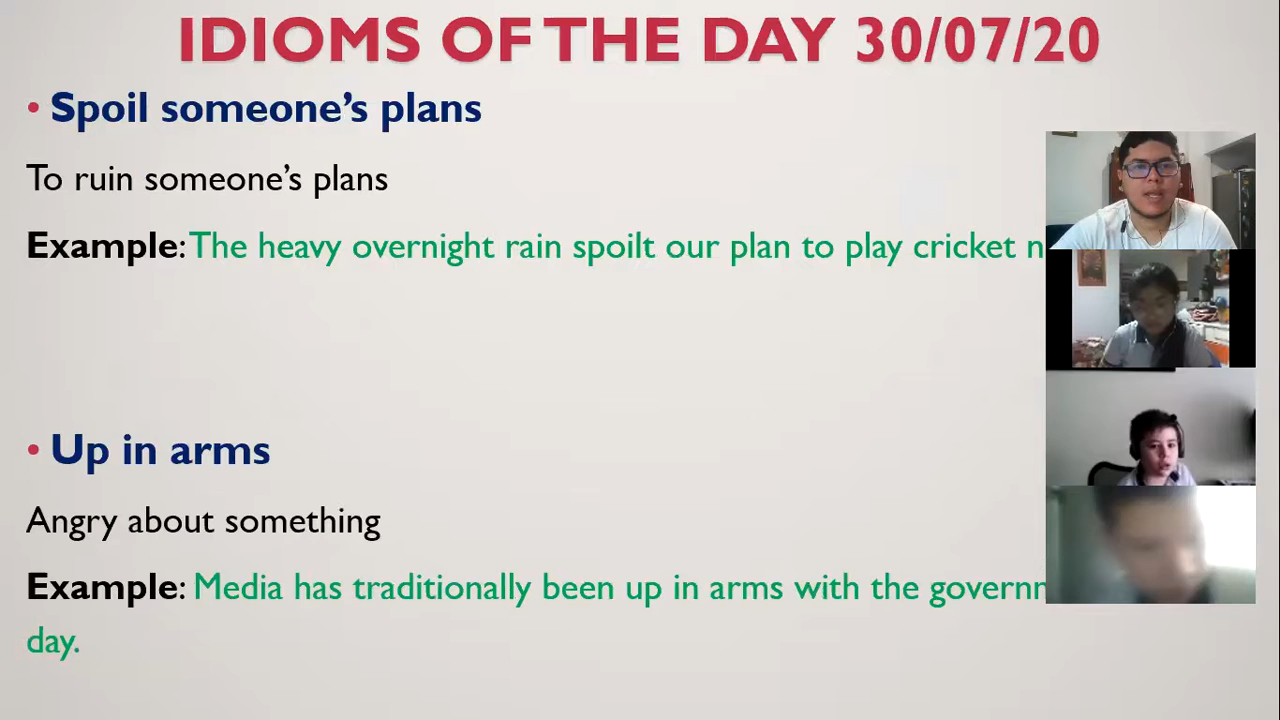 IDIOMS OF THE DAY 30/07/20
• Spoil someone's plans
To ruin someone's plans
Example: The heavy overnight rain spoilt our plan to play cricket
• Up in arms
Angry about something
Example: Media has traditionally been up in arms with the
day.